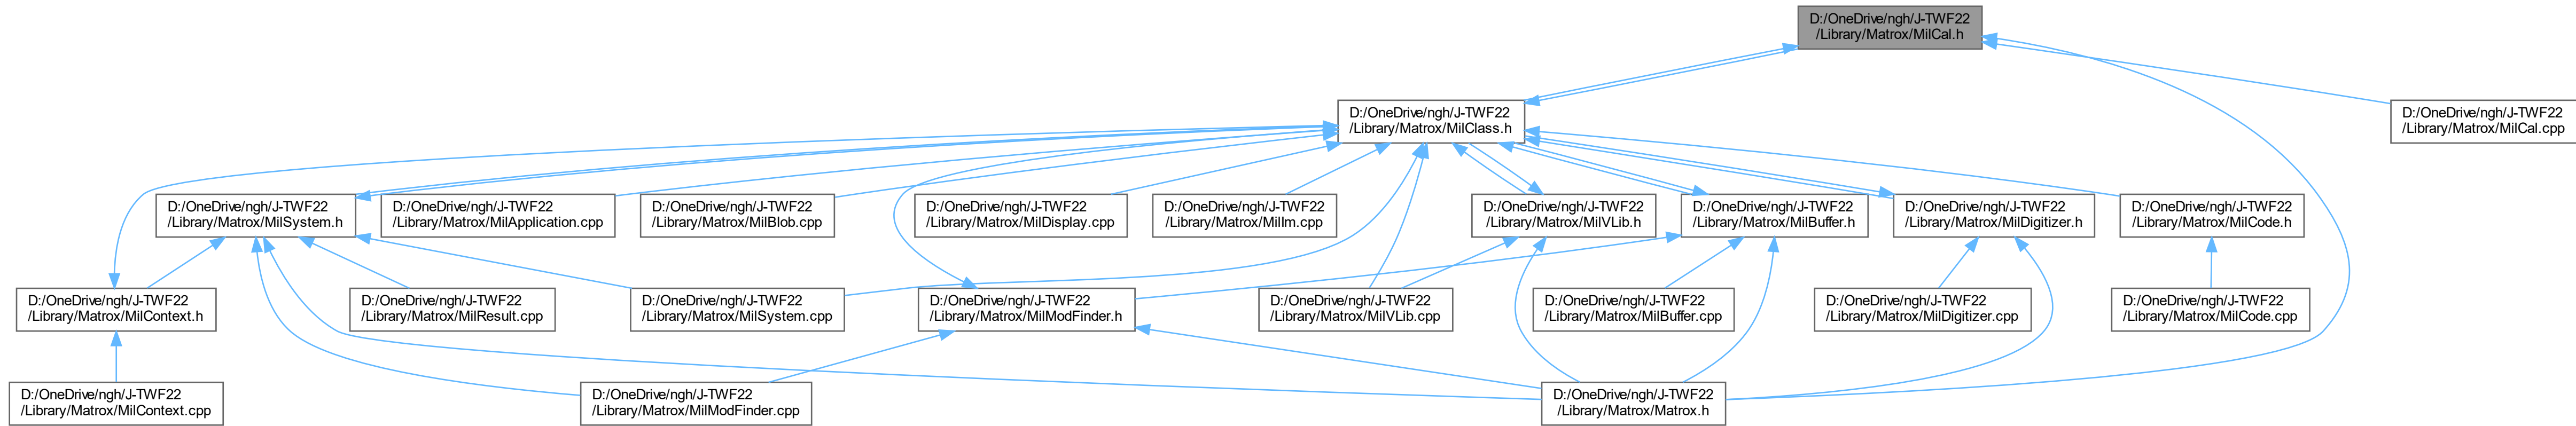 D:/OneDrive/ngh/J-TWF22
/Library/Matrox/MilCal.h
D:/OneDrive/ngh/J-TWF22
/Library/Matrox/MilClass.h
D:/OneDrive/ngh/J-TWF22
/Library/Matrox/MilCal.cpp
D:/OneDrive/ngh/J-TWF22
/Library/Matrox/MilSystem.h
D:/OneDrive/ngh/J-TWF22
/Library/Matrox/MilApplication.cpp
D:/OneDrive/ngh/J-TWF22
/Library/Matrox/MilBlob.cpp
D:/OneDrive/ngh/J-TWF22
/Library/Matrox/MilDisplay.cpp
D:/OneDrive/ngh/J-TWF22
/Library/Matrox/MilIm.cpp
D:/OneDrive/ngh/J-TWF22
/Library/Matrox/MilVLib.h
D:/OneDrive/ngh/J-TWF22
/Library/Matrox/MilBuffer.h
D:/OneDrive/ngh/J-TWF22
/Library/Matrox/MilDigitizer.h
D:/OneDrive/ngh/J-TWF22
/Library/Matrox/MilCode.h
D:/OneDrive/ngh/J-TWF22
/Library/Matrox/MilContext.h
D:/OneDrive/ngh/J-TWF22
/Library/Matrox/MilResult.cpp
D:/OneDrive/ngh/J-TWF22
/Library/Matrox/MilSystem.cpp
D:/OneDrive/ngh/J-TWF22
/Library/Matrox/MilModFinder.h
D:/OneDrive/ngh/J-TWF22
/Library/Matrox/MilVLib.cpp
D:/OneDrive/ngh/J-TWF22
/Library/Matrox/MilBuffer.cpp
D:/OneDrive/ngh/J-TWF22
/Library/Matrox/MilDigitizer.cpp
D:/OneDrive/ngh/J-TWF22
/Library/Matrox/MilCode.cpp
D:/OneDrive/ngh/J-TWF22
/Library/Matrox/MilContext.cpp
D:/OneDrive/ngh/J-TWF22
/Library/Matrox/MilModFinder.cpp
D:/OneDrive/ngh/J-TWF22
/Library/Matrox/Matrox.h